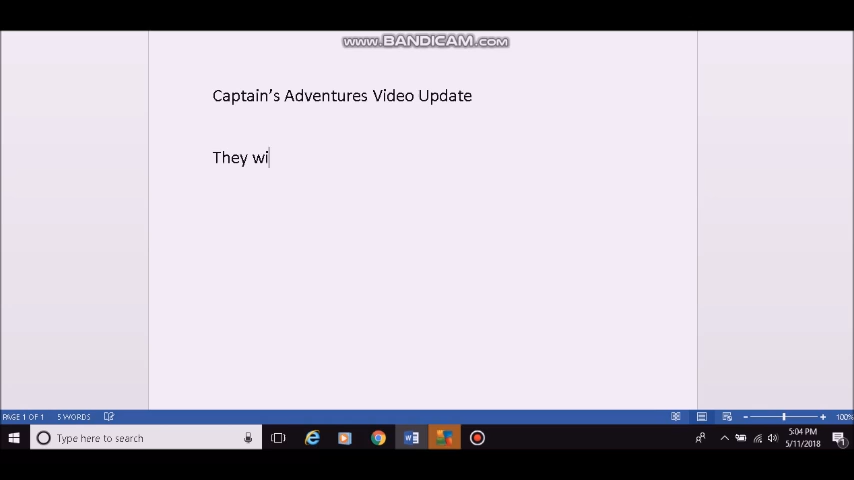 www.BANDICAM.com
Captain's Adventures Video Update
They wi
PAGE 1 OF 1 5 WORDS 100%
Type here to search
5:04 PM
5/11/2018
1